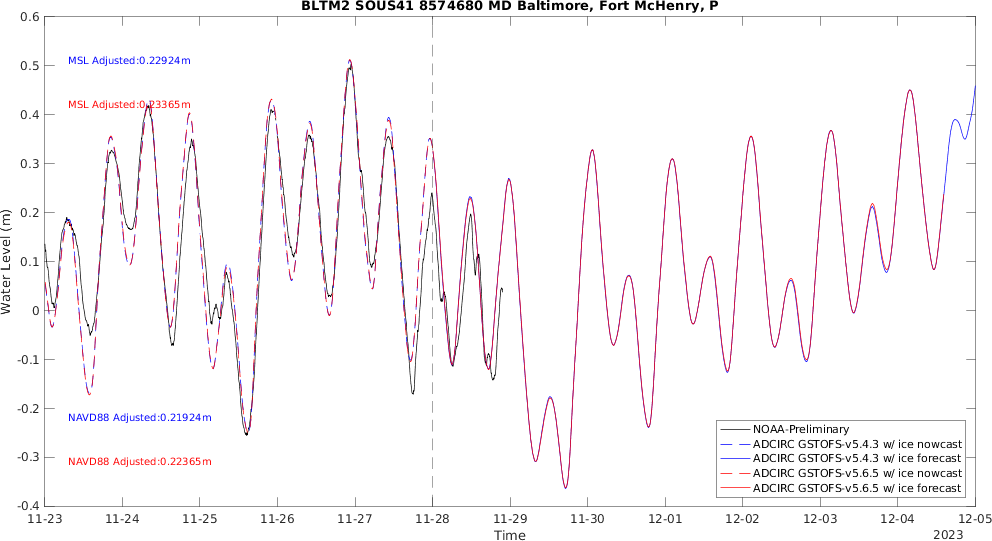 BLTM2 SOUS41 8574680 MD Baltimore, Fort McHenry, P
0.6
0.5
0.4
0.3
0.2
0.1
0
-0.1
-0.2
-0.3
-0.4
Water Level (m)
MSL Adjusted:0.22924m
MSL Adjusted:0.23365m
NAVD88 Adjusted:0.21924m
NAVD88 Adjusted:0.22365m
NOAA-Preliminary
ADCIRC GSTOFS-v5.4.3 w/ ice nowcast
ADCIRC GSTOFS-v5.4.3 w/ ice forecast
ADCIRC GSTOFS-v5.6.5 w/ ice nowcast
ADCIRC GSTOFS-v5.6.5 w/ ice forecast
11-23 11-24 11-25 11-26 11-27 11-28 11-29 11-30 12-01 12-02 12-03 12-04 12-05
Time
2023